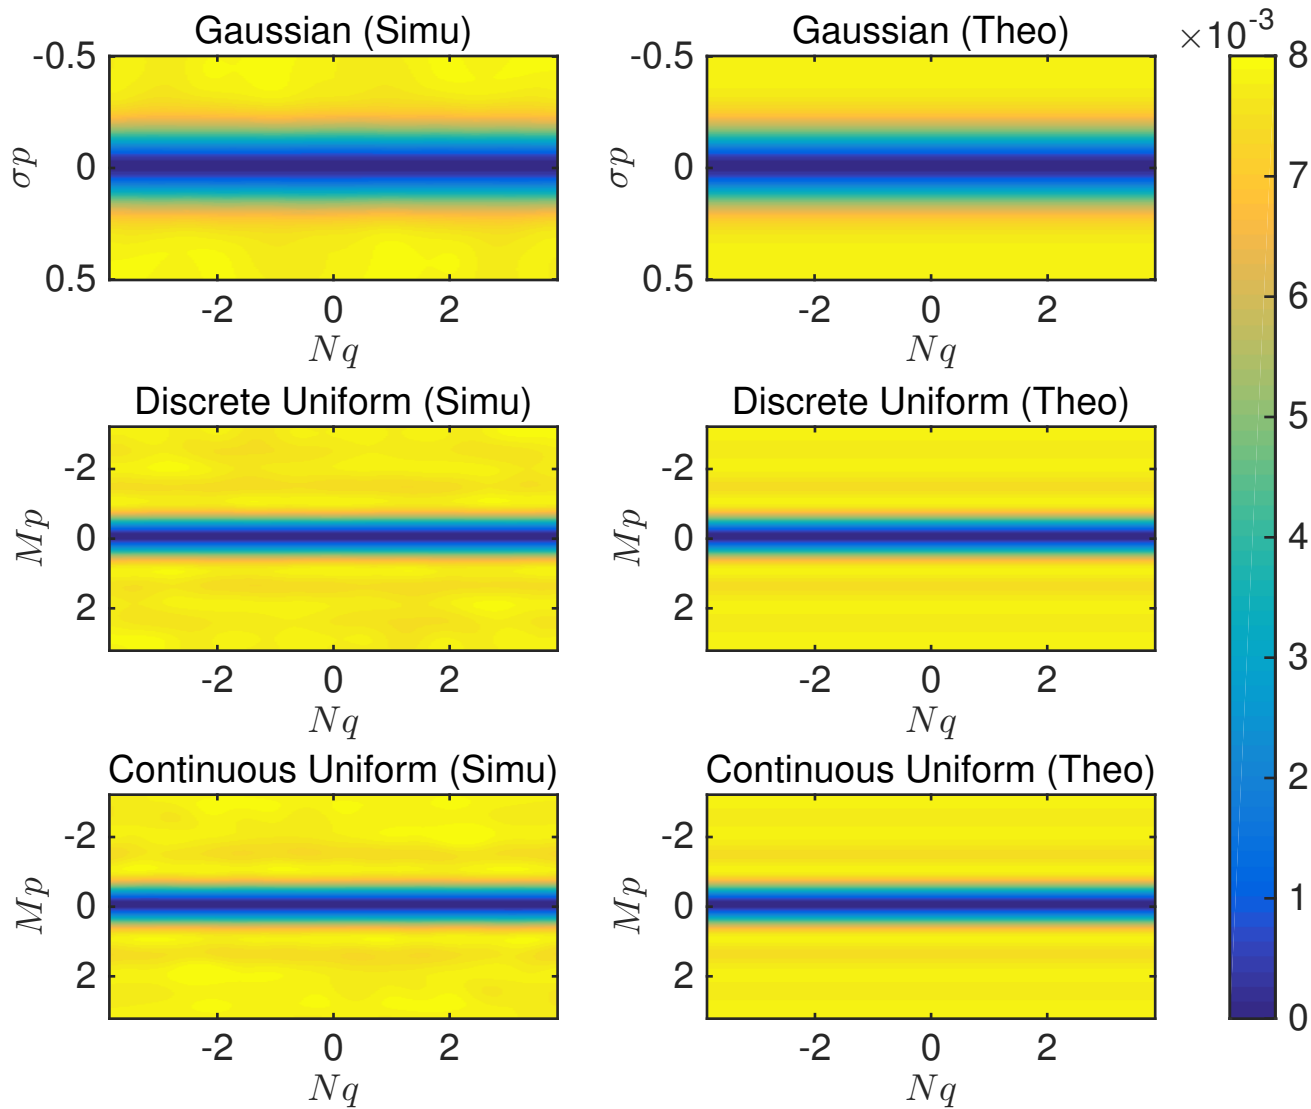 Gaussian (Simu)
Gaussian (Theo)
×10⁻³
-0.5
0
0.5
σp
-2 0 2
Nq
-0.5
0
0.5
σp
-2 0 2
Nq
Discrete Uniform (Simu)
Discrete Uniform (Theo)
-2
0
2
Mp
-2 0 2
Nq
-2
0
2
Mp
-2 0 2
Nq
Continuous Uniform (Simu)
Continuous Uniform (Theo)
-2
0
2
Mp
-2 0 2
Nq
-2
0
2
Mp
-2 0 2
Nq
8
7
6
5
4
3
2
1
0